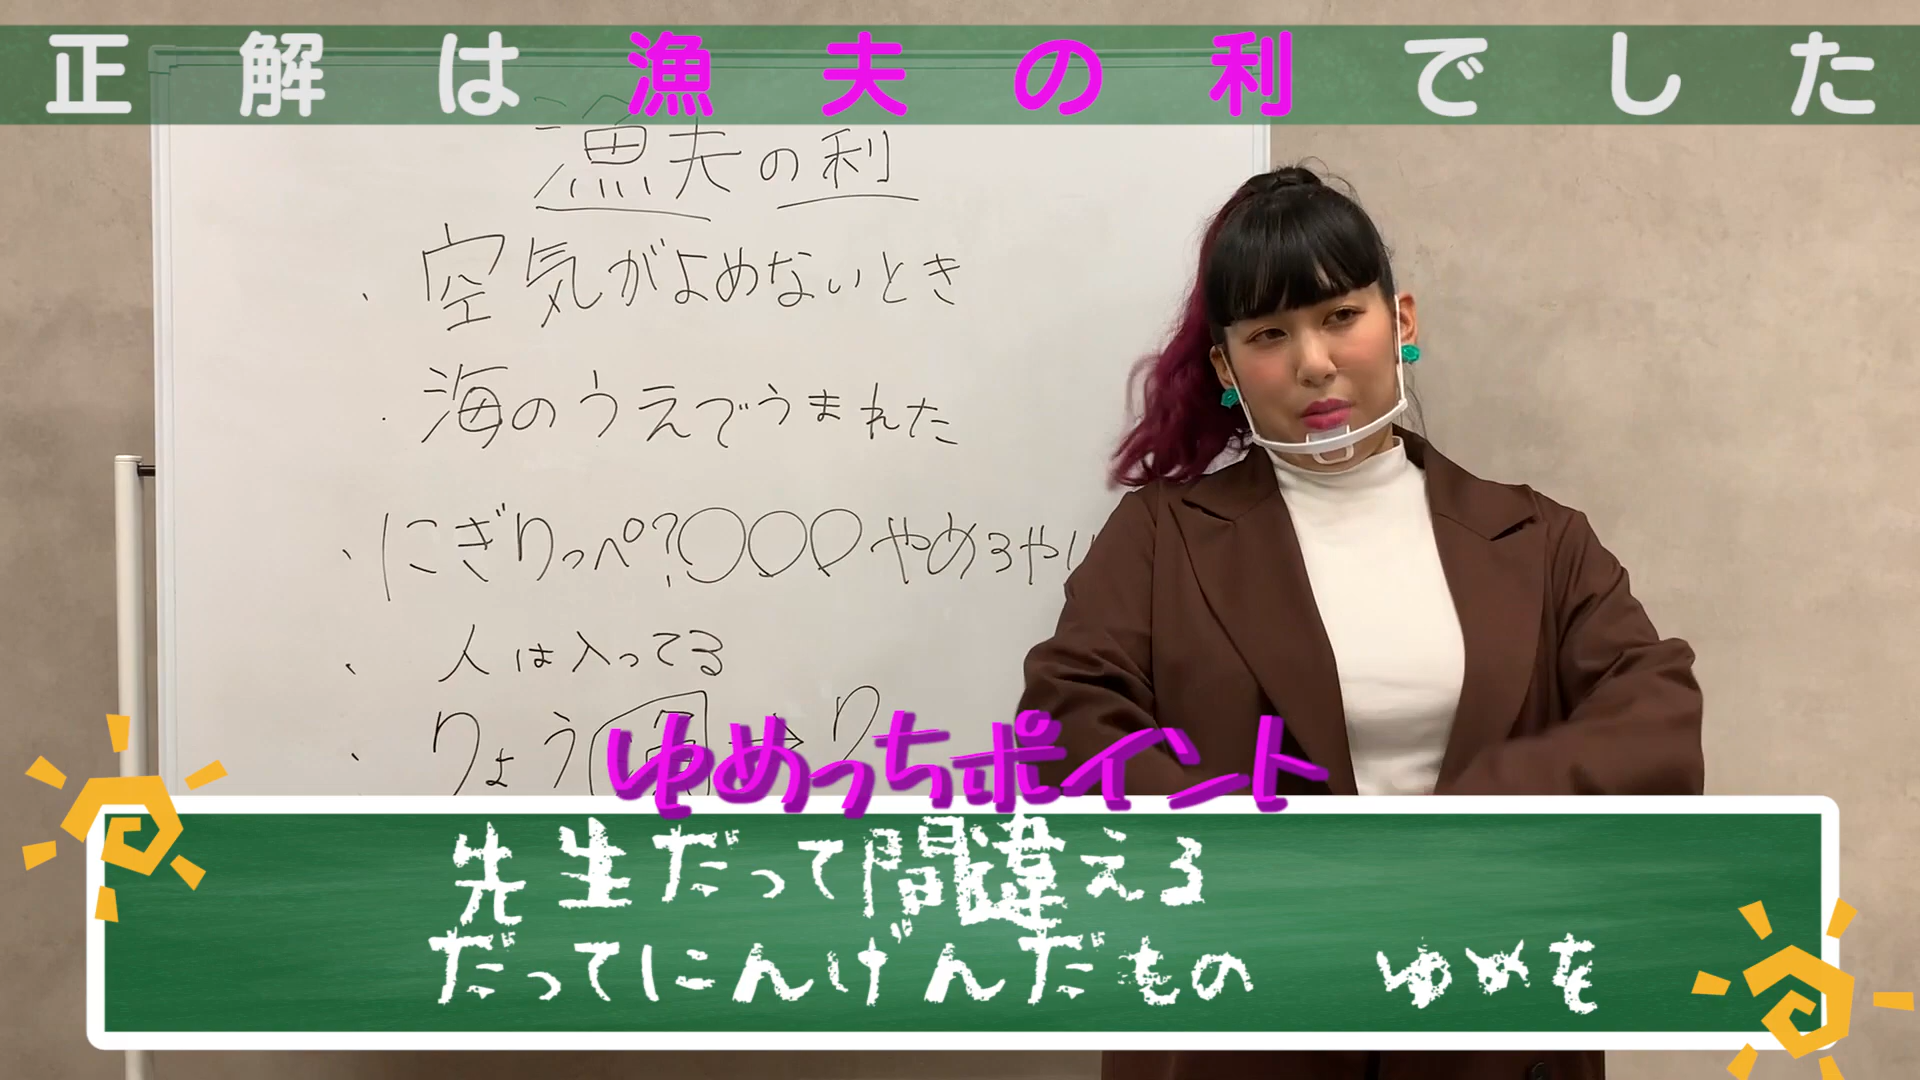 正解は漁夫の利でした
漁夫の利
・空気がよめないとき
・海のうえでうまれた
・にぎりっぺ?○○○やめろや
・人は入ってる
・りょう
ゆめっちポイント
先生だって間違える
だってにんげんだもの ゆめを